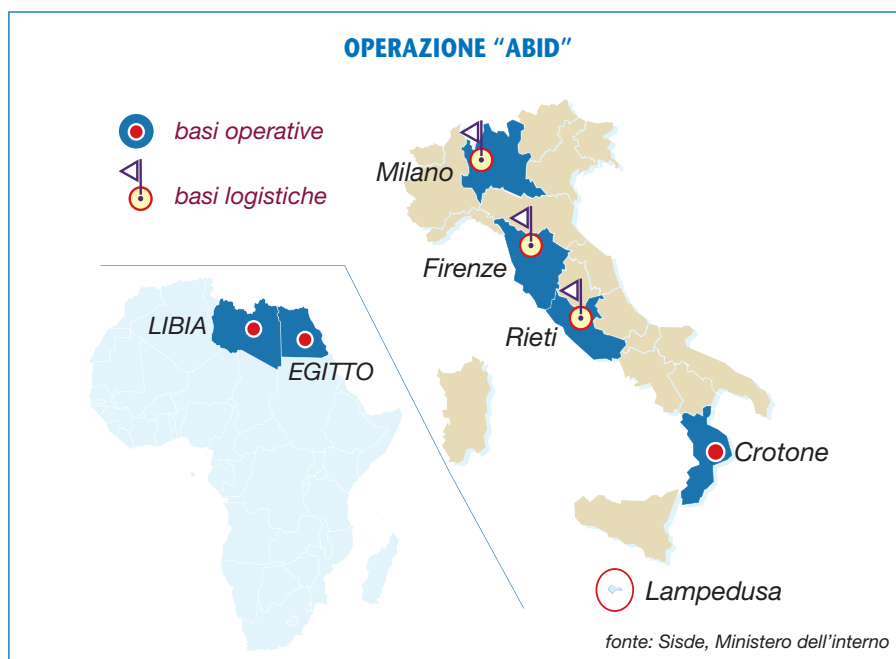 OPERAZIONE “ABID”
basi operative
basi logistiche
Milano
Firenze
Rieti
LIBIA
EGITTO
Crotone
Lampedusa
fonte: Sisde, Ministero dell’interno